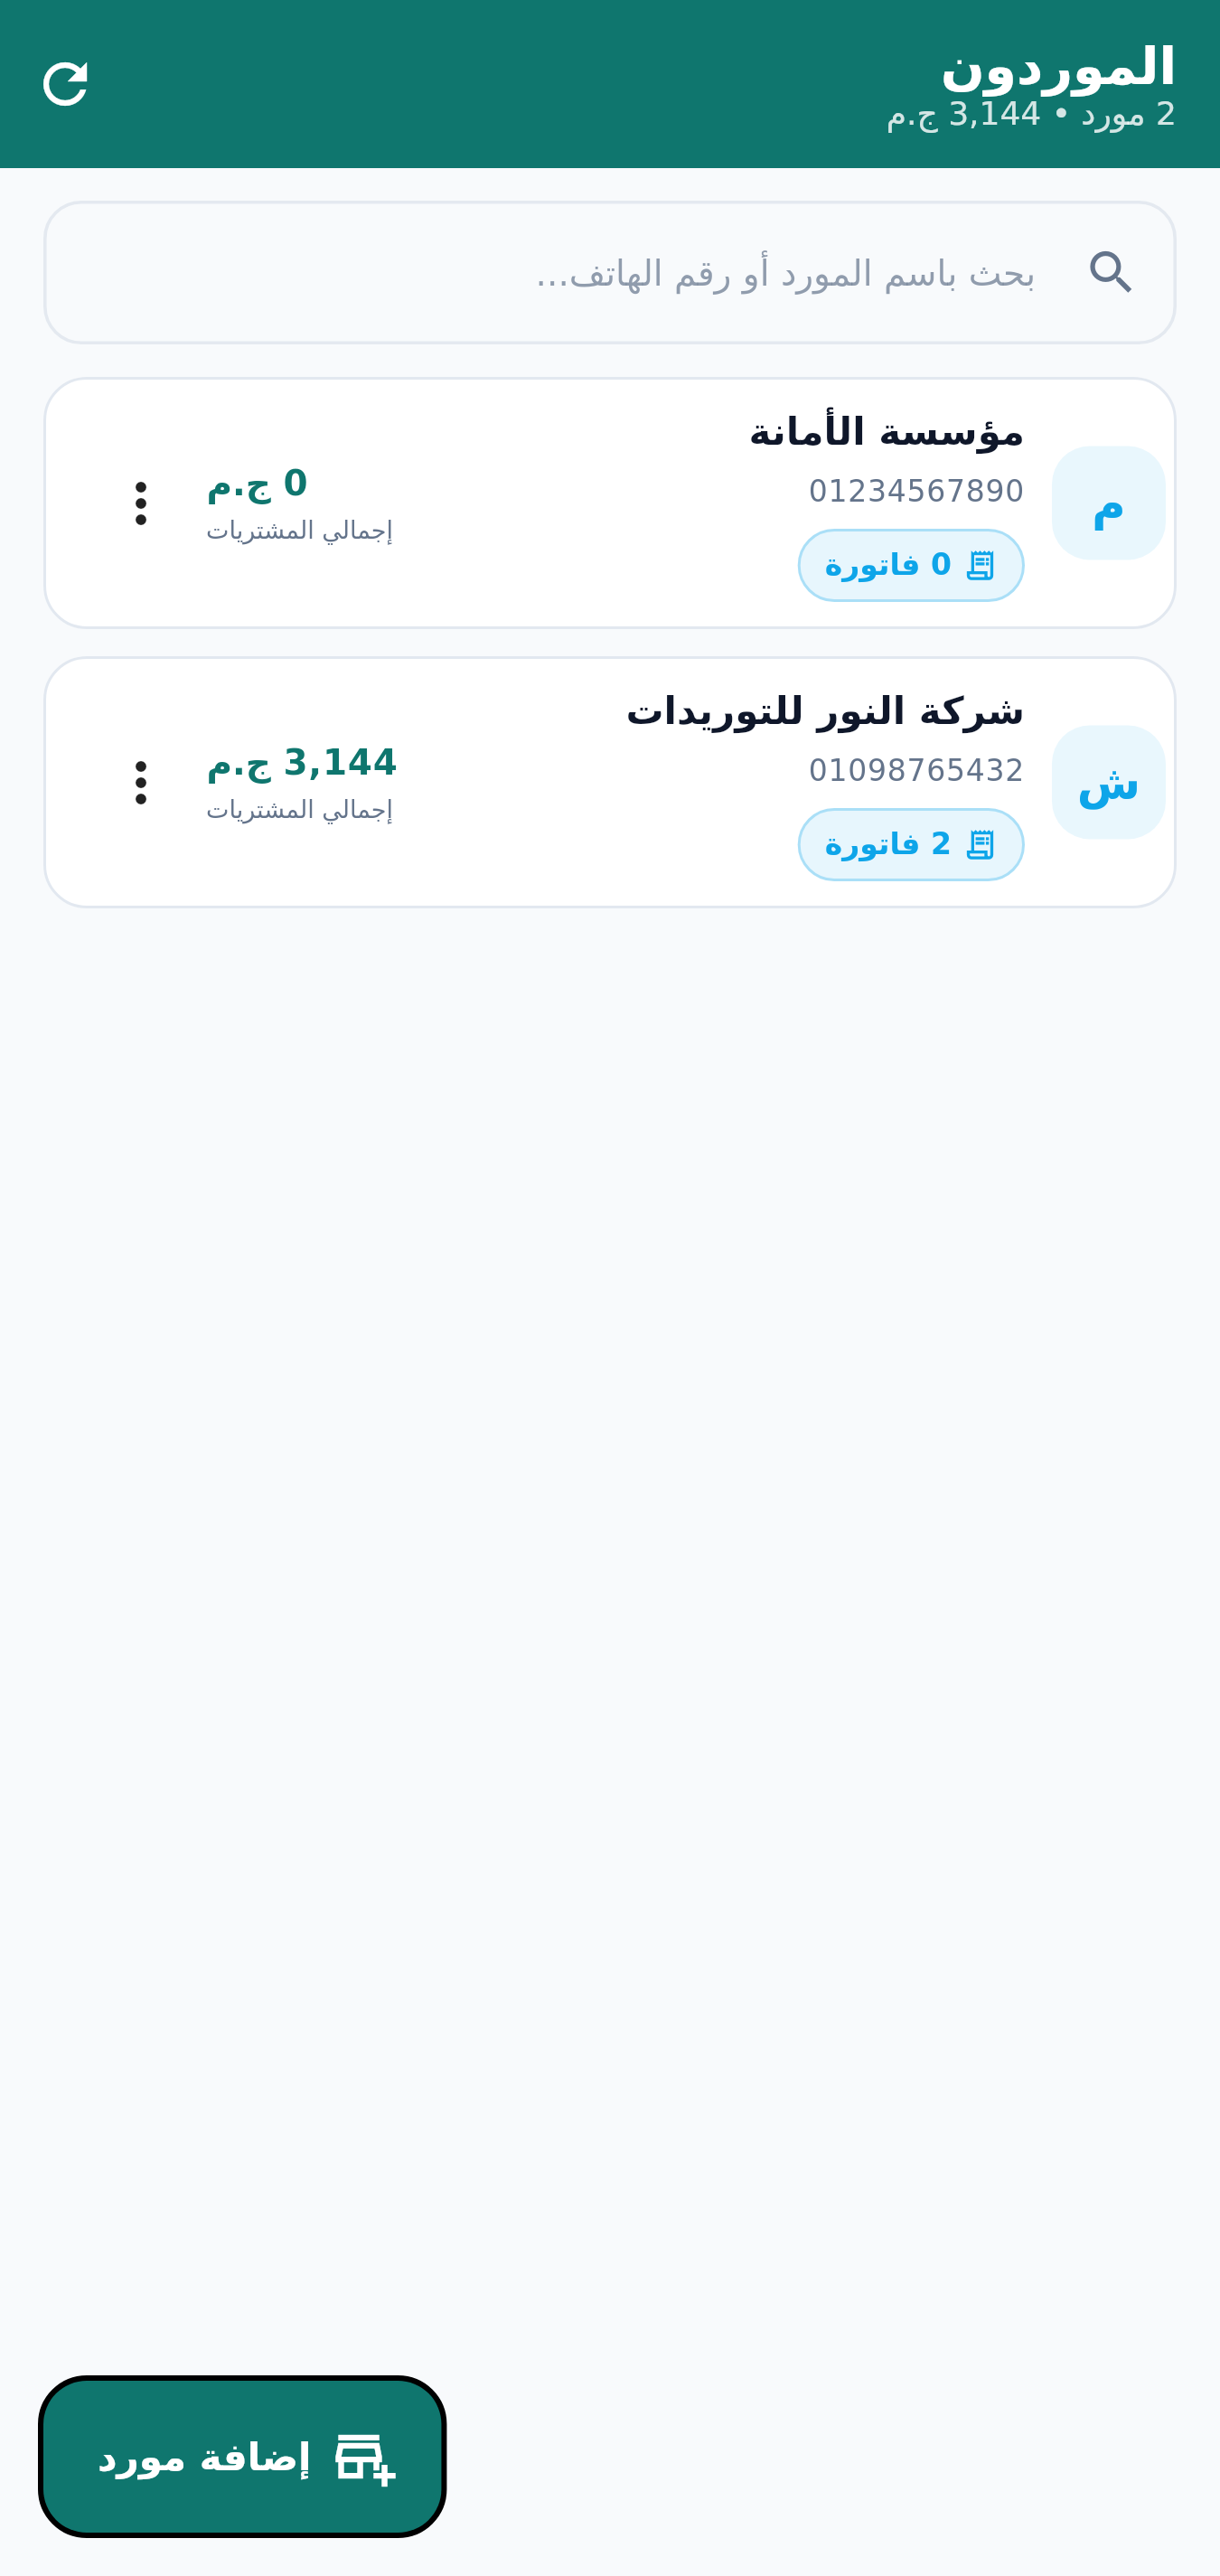 الموردون
2 مورد • 3,144 ج.م
بحث باسم المورد أو رقم الهاتف...
م
مؤسسة الأمانة
01234567890
0 فاتورة
0 ج.م
إجمالي المشتريات
ش
شركة النور للتوريدات
01098765432
2 فاتورة
3,144 ج.م
إجمالي المشتريات
إضافة مورد